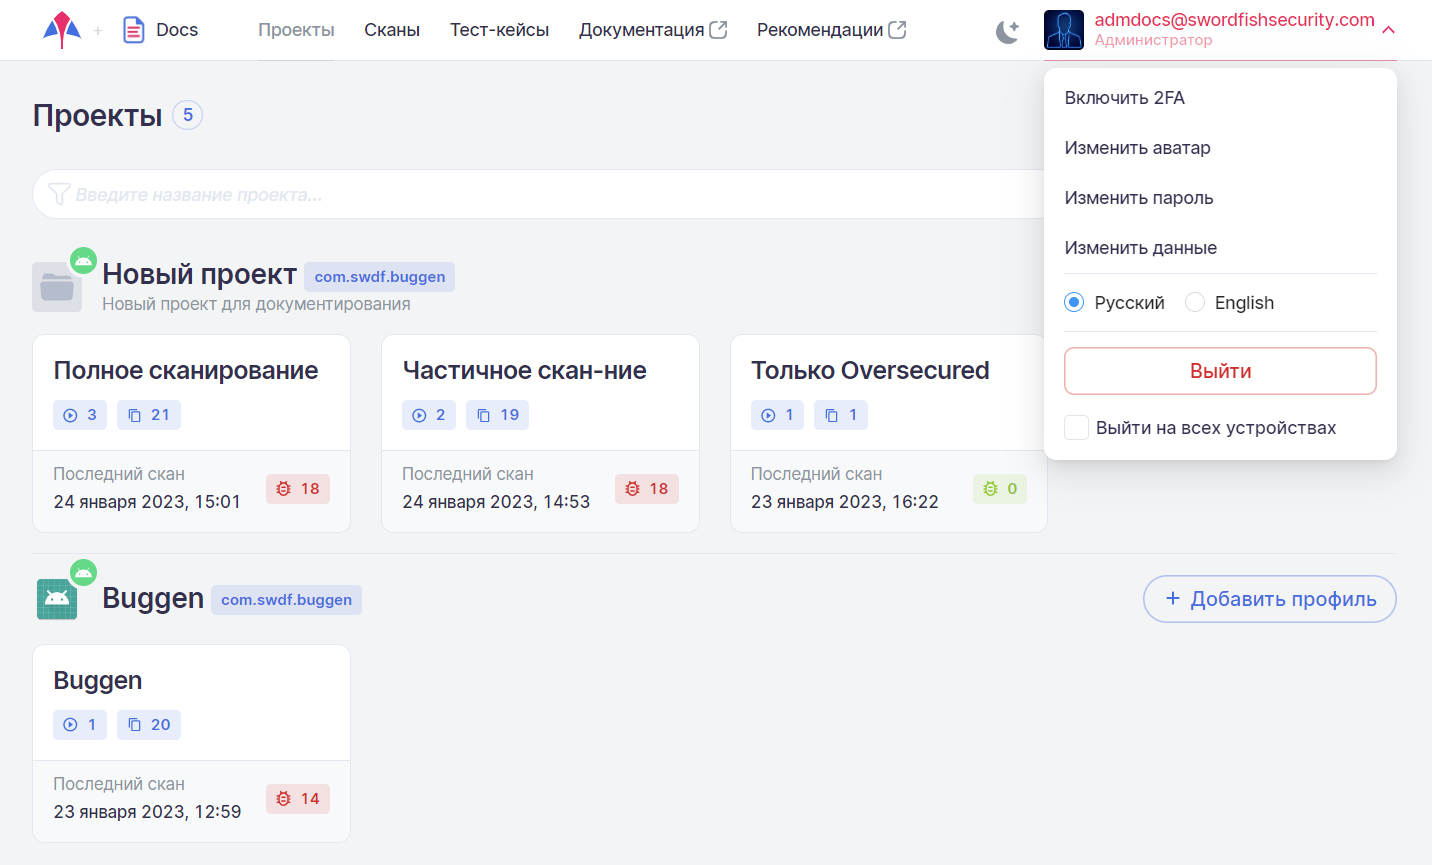 Docs
Проекты
Сканы
Тест-кейсы
Документация
Рекомендации
admdocs@swordfishsecurity.com
Администратор
Проекты 5
Введите название проекта...
Включить 2FA
Изменить аватар
Изменить пароль
Изменить данные
Русский English
Выйти
Выйти на всех устройствах
Новый проект com.swdf.buggen
Новый проект для документирования
Полное сканирование
3 21
Последний скан
24 января 2023, 15:01
18
Частичное скан-ние
2 19
Последний скан
24 января 2023, 14:53
18
Только Oversecured
1 1
Последний скан
23 января 2023, 16:22
0
Buggen com.swdf.buggen
+ Добавить профиль
Buggen
1 20
Последний скан
23 января 2023, 12:59
14